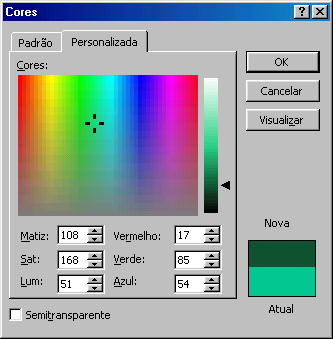 Cores
Padrão Personalizada
Cores:
OK
Cancelar
Visualizar
Matiz: 108 Vermelho: 17
Sat: 168 Verde: 85
Lum: 51 Azul: 54
Nova
Atual
Semitransparente